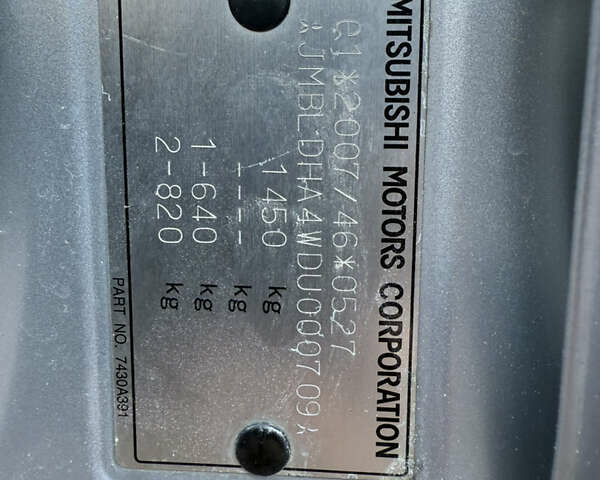 MITSUBISHI MOTORS CORPORATION
e1*2007/46*0527
*JMBLDHA4WDU000709*
1450 kg
---- kg
1-640 kg
2-820 kg
PART NO. 7430A391